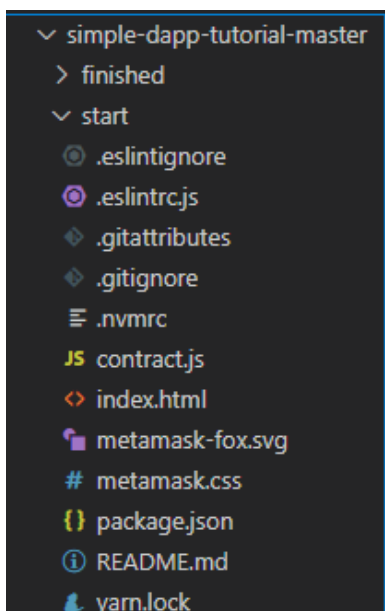 simple-dapp-tutorial-master
finished
start
.eslintignore
.eslintrc.js
.gitattributes
.gitignore
.nvmrc
JS contract.js
<> index.html
metamask-fox.svg
# metamask.css
{} package.json
README.md
yarn.lock